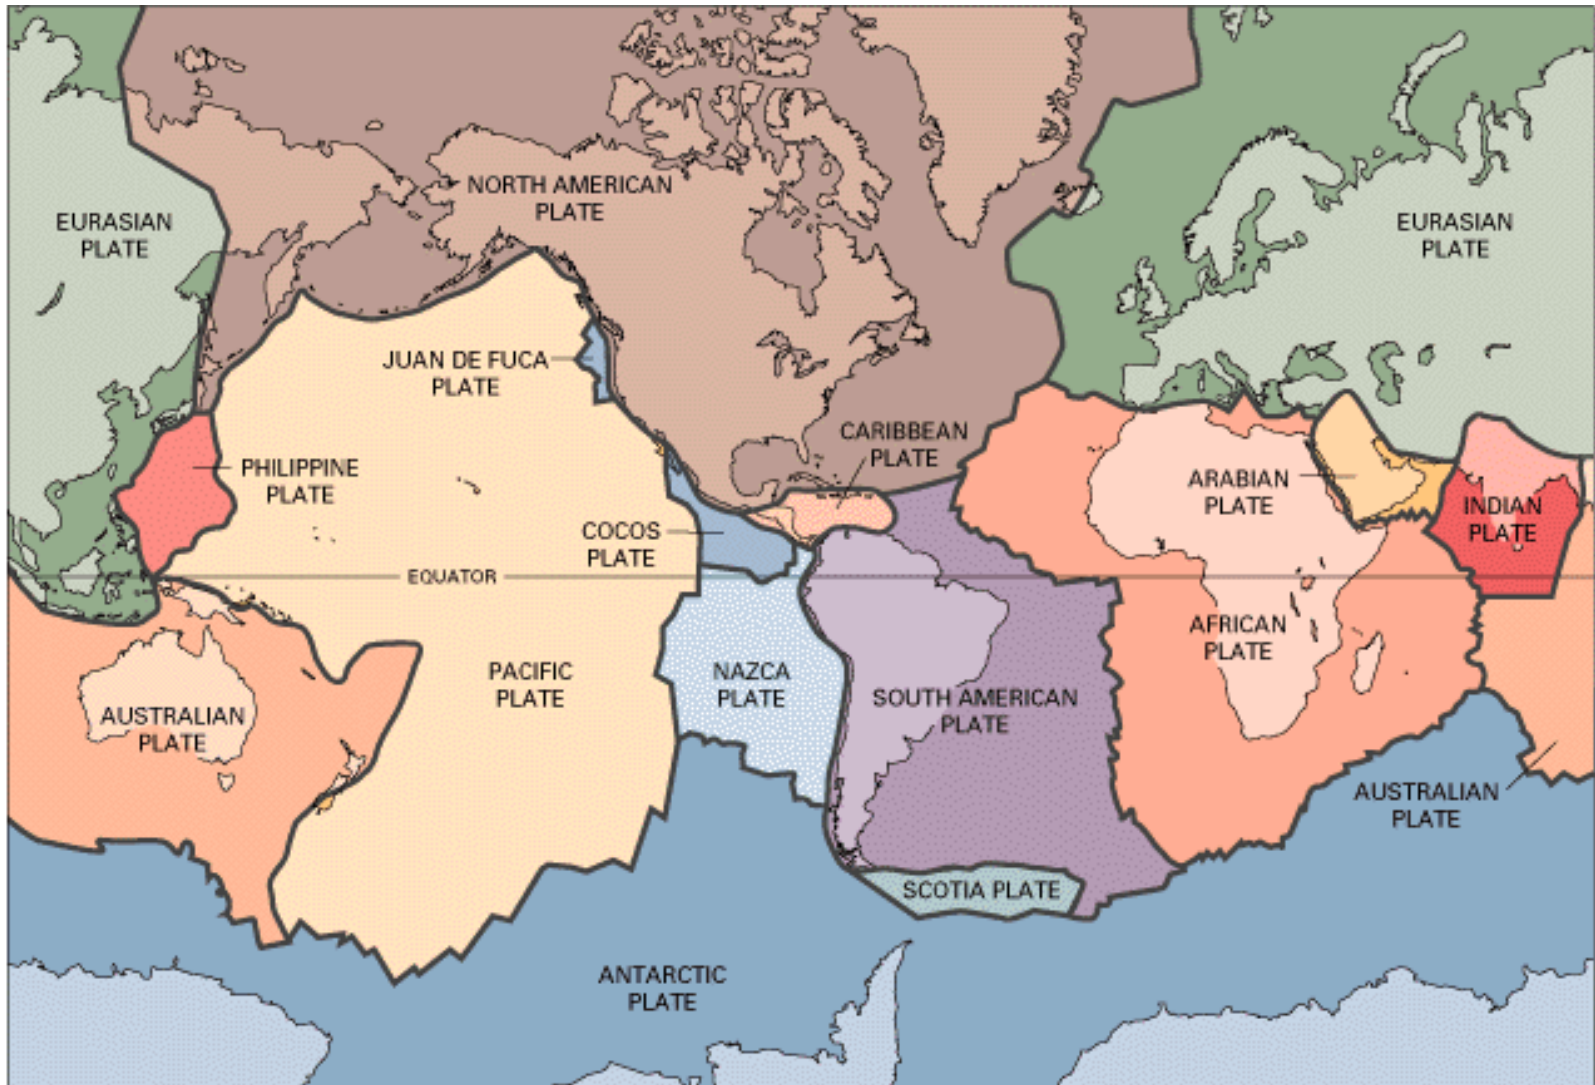 NORTH AMERICAN
PLATE
EURASIAN
PLATE
EURASIAN
PLATE
JUAN DE FUCA
PLATE
CARIBBEAN
PLATE
PHILIPPINE
PLATE
ARABIAN
PLATE
INDIAN
PLATE
COCOS
PLATE
EQUATOR
AFRICAN
PLATE
PACIFIC
PLATE
NAZCA
PLATE
SOUTH AMERICAN
PLATE
AUSTRALIAN
PLATE
AUSTRALIAN
PLATE
SCOTIA PLATE
ANTARCTIC
PLATE